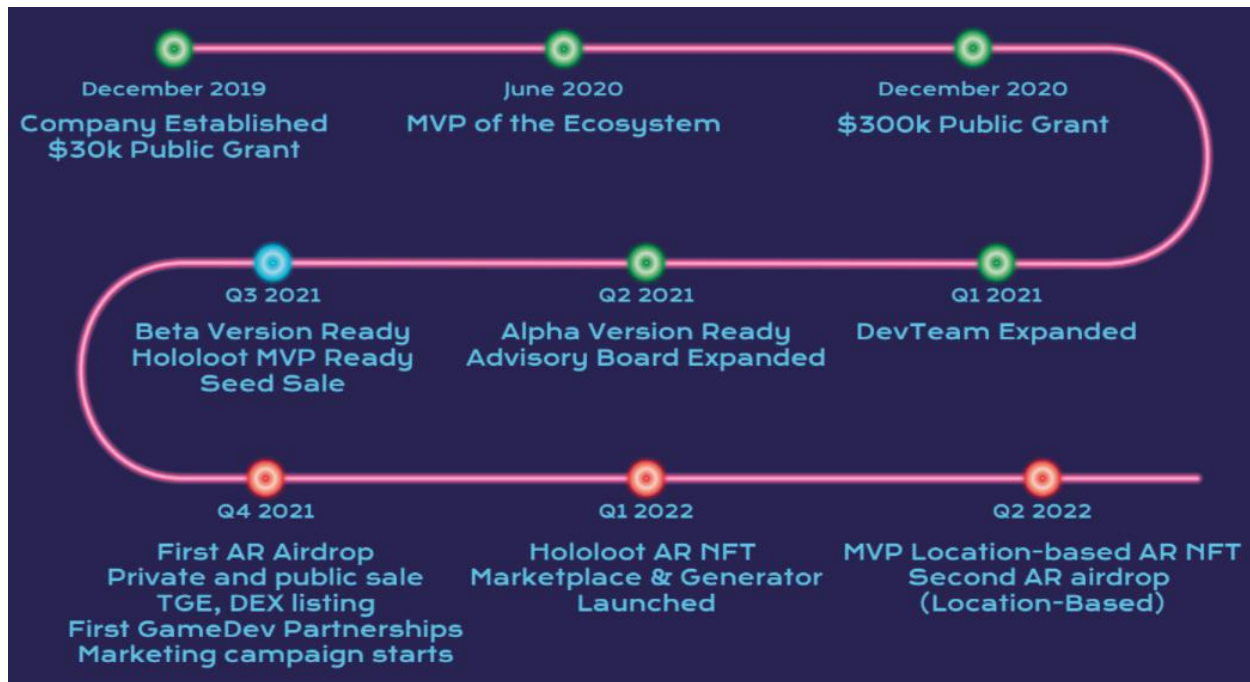 December 2019
Company Established
$30k Public Grant
June 2020
MVP of the Ecosystem
December 2020
$300k Public Grant
Q3 2021
Beta Version Ready
Hololoot MVP Ready
Seed Sale
Q2 2021
Alpha Version Ready
Advisory Board Expanded
Q1 2021
DevTeam Expanded
Q4 2021
First AR Airdrop
Private and public sale
TGE, DEX listing
First GameDev Partnerships
Marketing campaign starts
Q1 2022
Hololoot AR NFT
Marketplace & Generator
Launched
Q2 2022
MVP Location-based AR NFT
Second AR airdrop
(Location-Based)